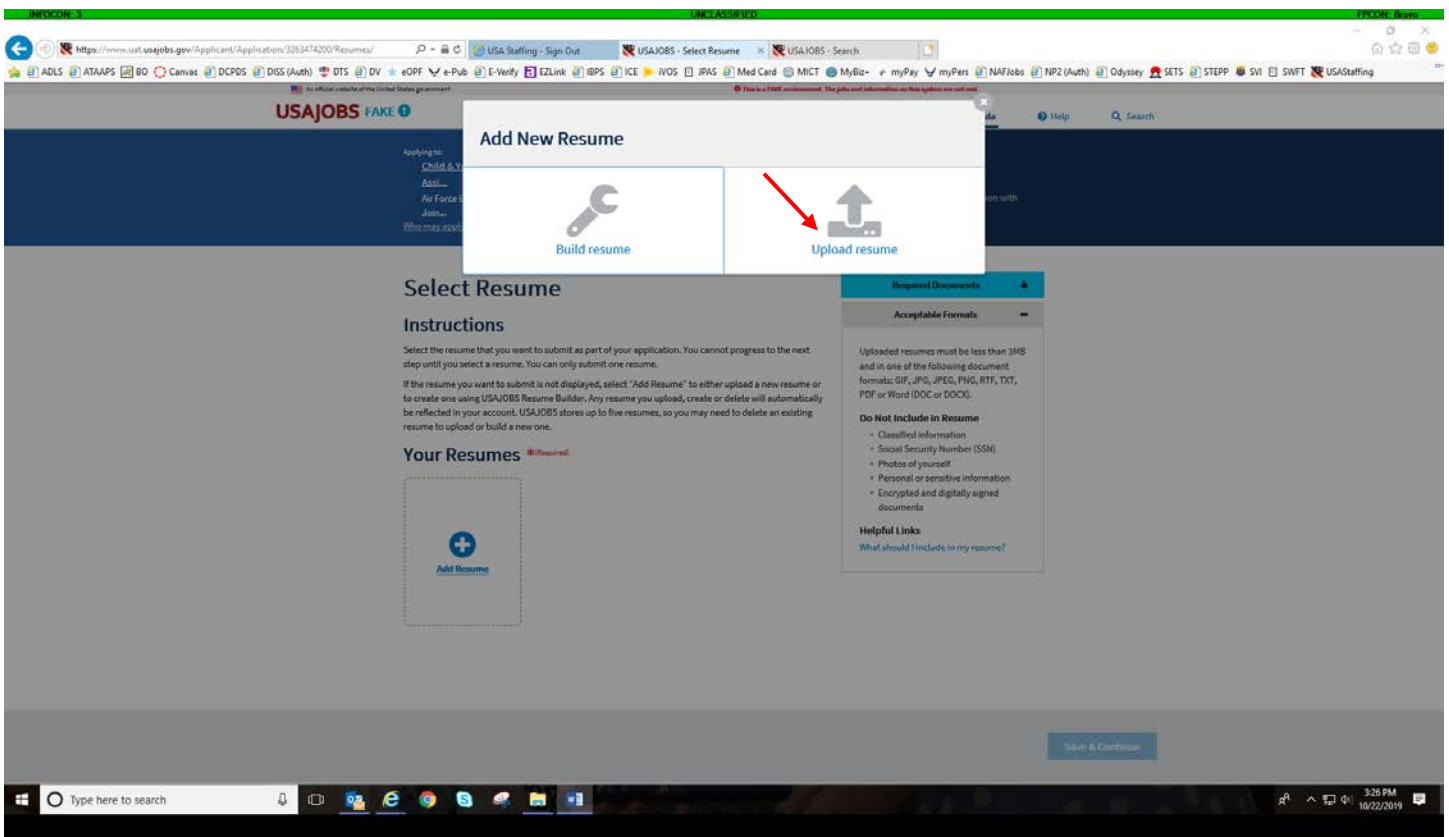 INFOCON: 3
UNCLASSIFIED
FPCON: Bravo
https://www.uat.usajobs.gov/Applicant/Application/3263474200/Resumes/
USA Staffing - Sign Out
USAJOBS - Select Resume
USAJOBS - Search
ADLS
ATAAPS
BO
Canvas
DCPDS
DISS (Auth)
DTS
DV
eOPF
e-Pub
E-Verify
EZLink
IBPS
ICE
iVOS
JPAS
Med Card
MICT
MyBiz+
myPay
myPers
NAFJobs
NP2 (Auth)
Odyssey
SETS
STEPP
SVI
SWFT
USAStaffing
An official website of the United States government
This is a FAKE environment. The jobs and information on this system are not real.
USAJOBS FAKE
Help
Search
Add New Resume
Applying to:
Child & Y
Assi...
Air Force
Join...
ion with
Who may appl
Build resume
Upload resume
Select Resume
Instructions
Select the resume that you want to submit as part of your application. You cannot progress to the next
step until you select a resume. You can only submit one resume.
If the resume you want to submit is not displayed, select "Add Resume" to either upload a new resume or
to create one using USAJOBS Resume Builder. Any resume you upload, create or delete will automatically
be reflected in your account. USAJOBS stores up to five resumes, so you may need to delete an existing
resume to upload or build a new one.
Your Resumes *(Required)
Add Resume
Required Documents +
Acceptable Formats −
Uploaded resumes must be less than 3MB
and in one of the following document
formats: GIF, JPG, JPEG, PNG, RTF, TXT,
PDF or Word (DOC or DOCX).
Do Not Include in Resume
• Classified information
• Social Security Number (SSN)
• Photos of yourself
• Personal or sensitive information
• Encrypted and digitally signed
documents
Helpful Links
What should I include in my resume?
Save & Continue
Type here to search
3:26 PM
10/22/2019